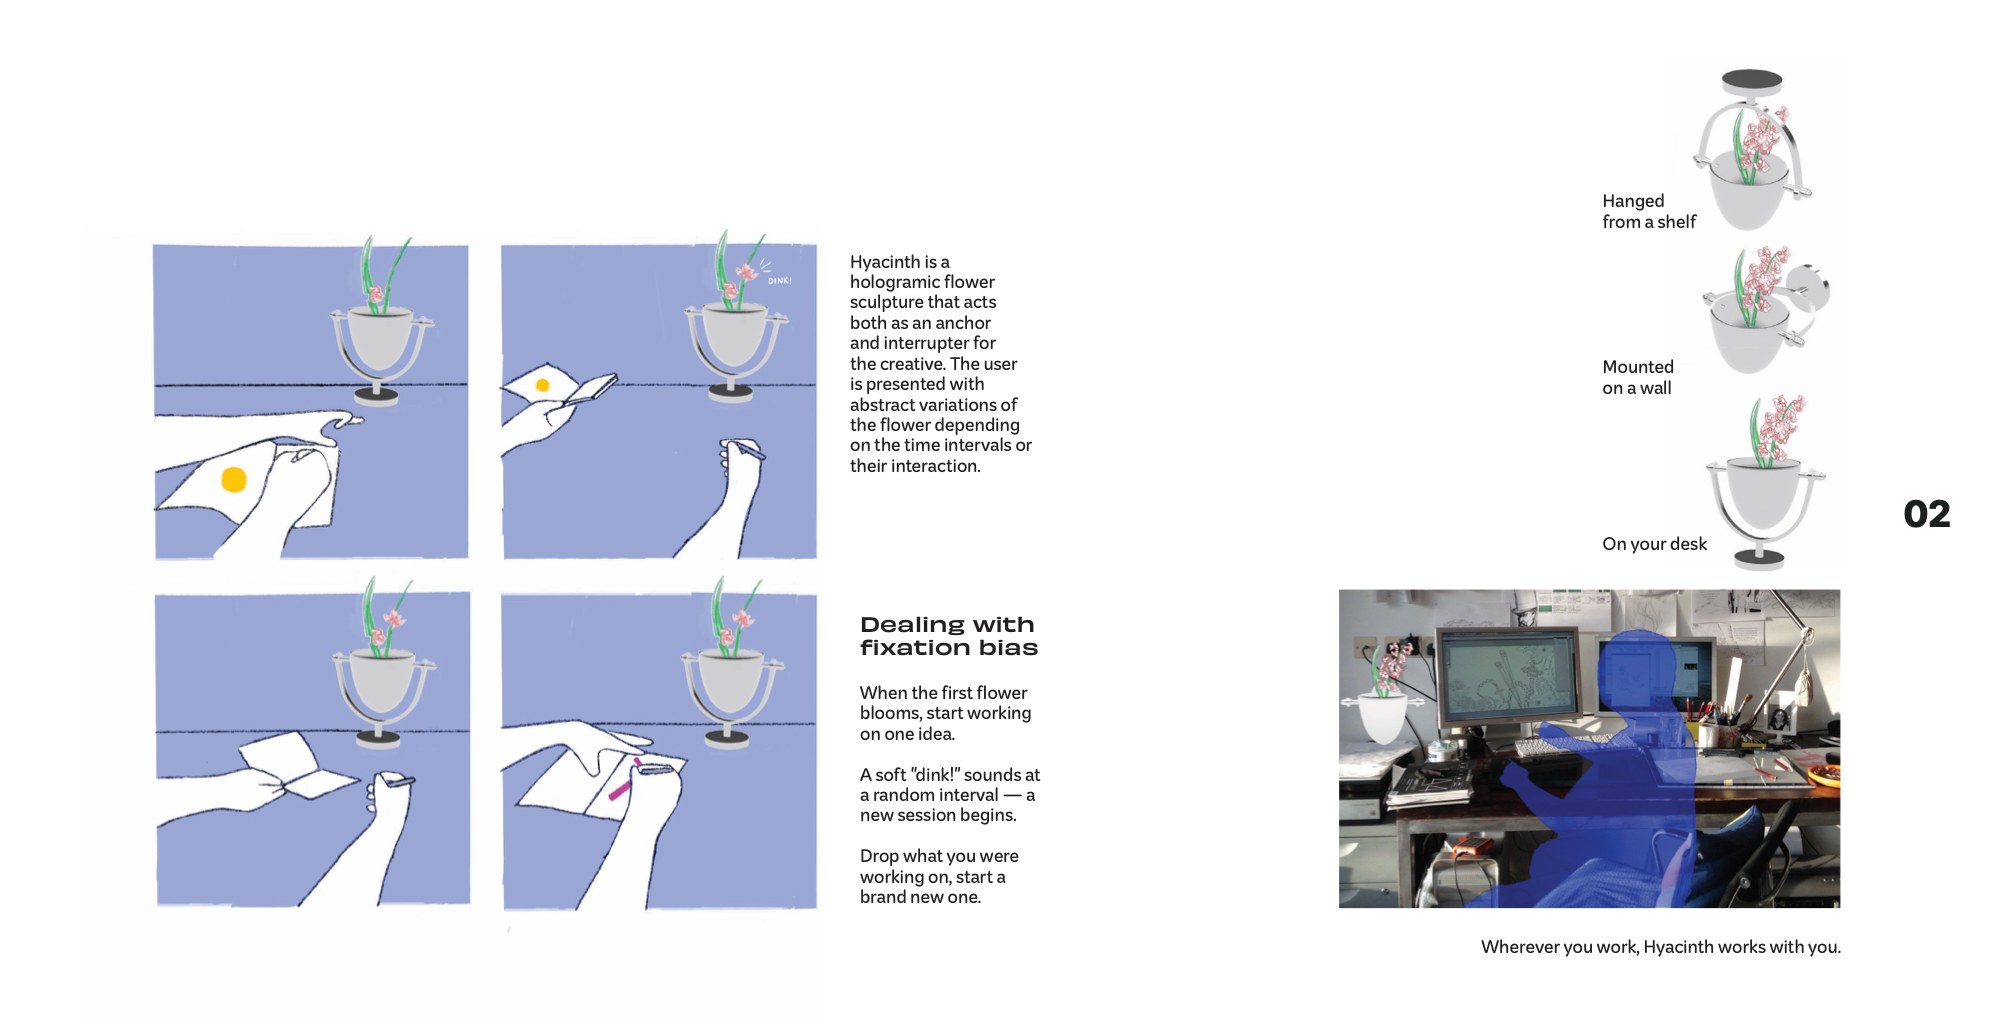 DINK!
Hyacinth is a
hologramic flower
sculpture that acts
both as an anchor
and interrupter for
the creative. The user
is presented with
abstract variations of
the flower depending
on the time intervals or
their interaction.
Dealing with
fixation bias
When the first flower
blooms, start working
on one idea.
A soft "dink!" sounds at
a random interval — a
new session begins.
Drop what you were
working on, start a
brand new one.
Hanged
from a shelf
Mounted
on a wall
On your desk
02
Wherever you work, Hyacinth works with you.